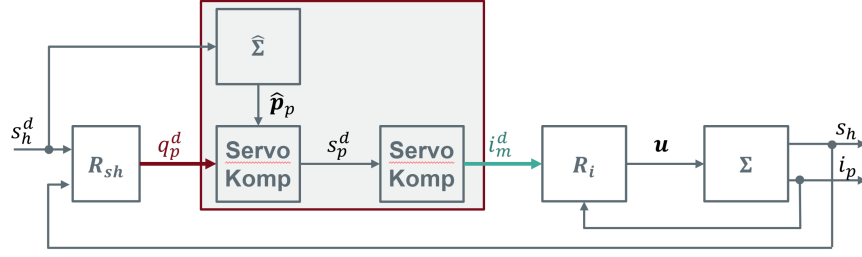 Σ̂
p̂_p
s_h^d
R_sh
q_p^d
Servo
Komp
s_p^d
Servo
Komp
i_m^d
R_i
u
Σ
s_h
i_p